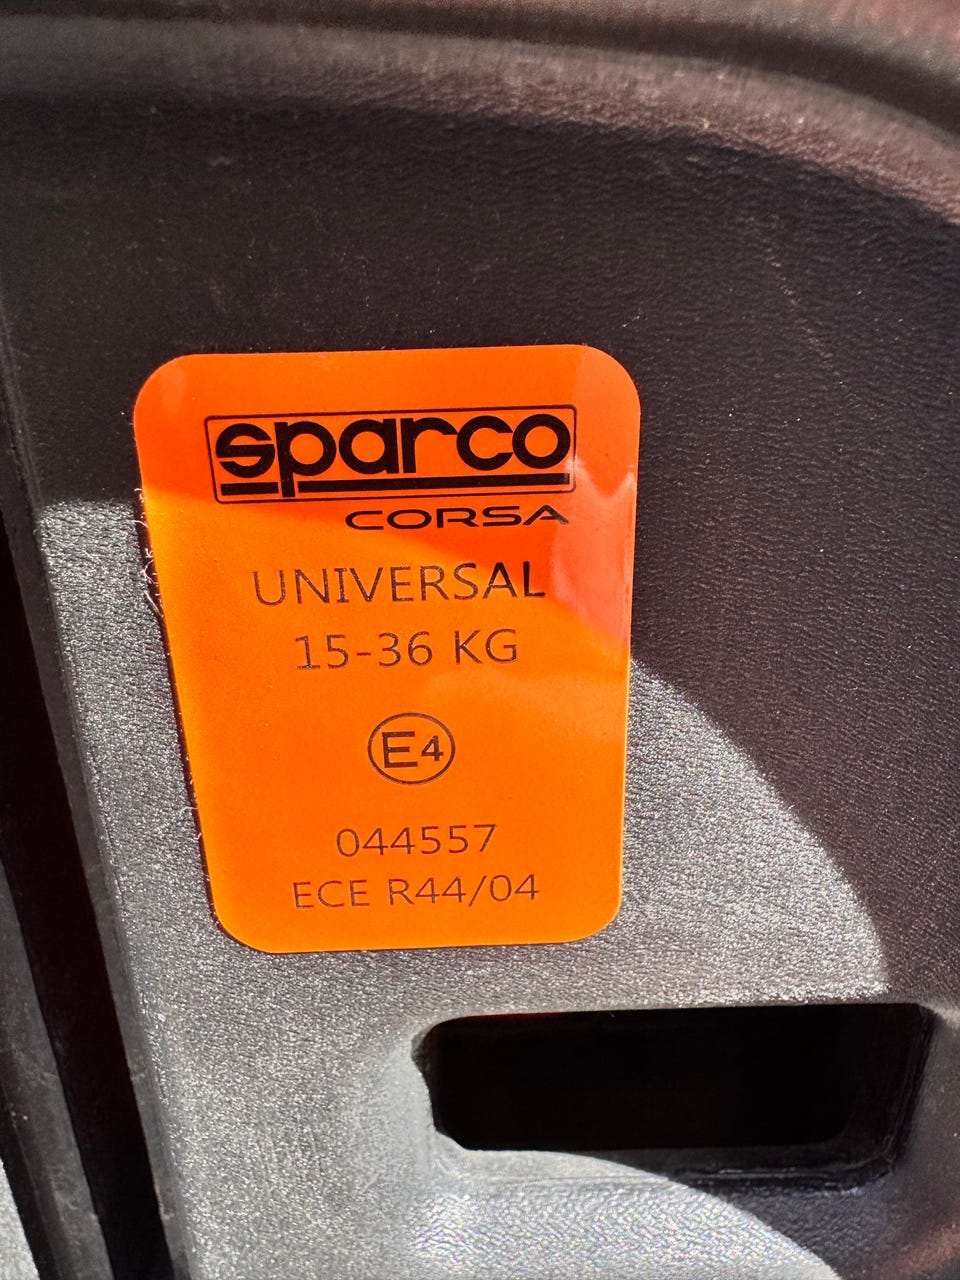 sparco
CORSA
UNIVERSAL
15-36 KG
E4
044557
ECE R44/04